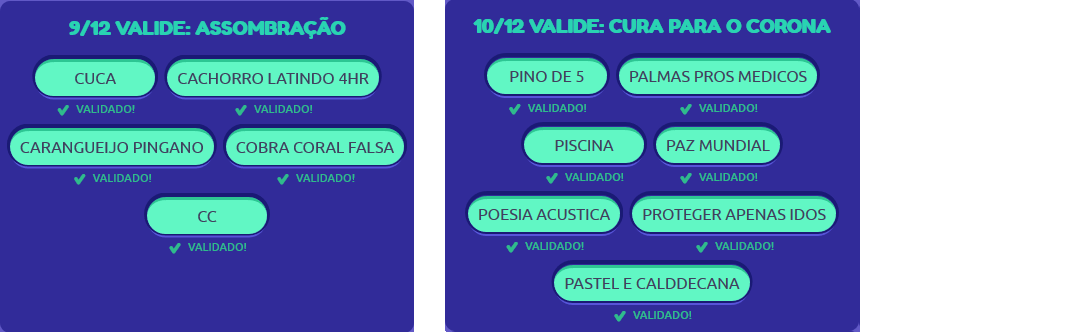 9/12 VALIDE: ASSOMBRAÇÃO
CUCA
CACHORRO LATINDO 4HR
VALIDADO!
VALIDADO!
CARANGUEIJO PINGANO
COBRA CORAL FALSA
VALIDADO!
VALIDADO!
CC
VALIDADO!
10/12 VALIDE: CURA PARA O CORONA
PINO DE 5
PALMAS PROS MEDICOS
VALIDADO!
VALIDADO!
PISCINA
PAZ MUNDIAL
VALIDADO!
VALIDADO!
POESIA ACUSTICA
PROTEGER APENAS IDOS
VALIDADO!
VALIDADO!
PASTEL E CALDDECANA
VALIDADO!